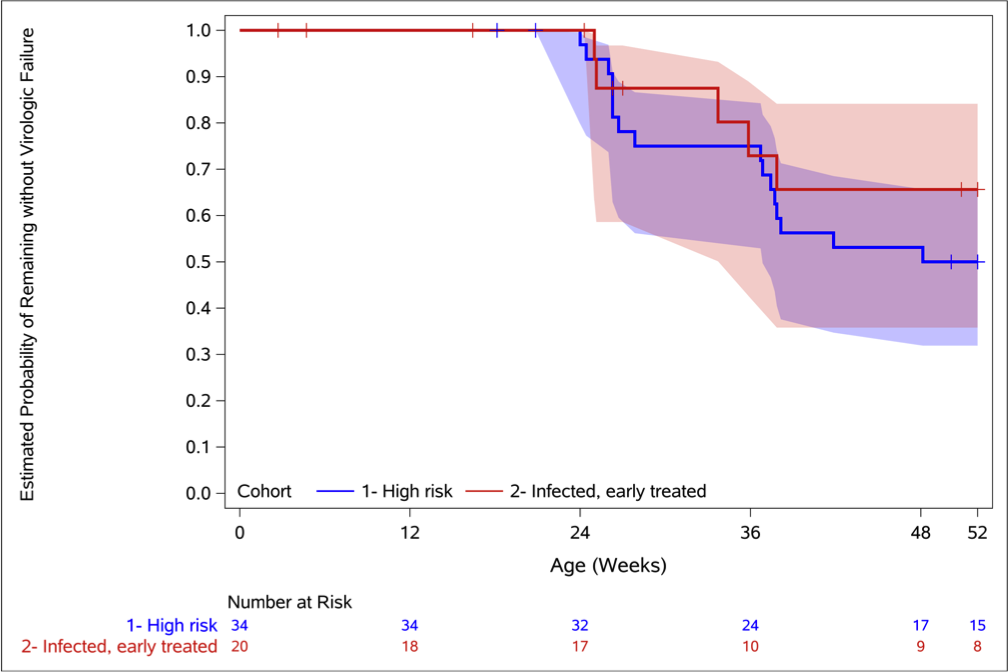 Estimated Probability of Remaining without Virologic Failure
1.0
0.9
0.8
0.7
0.6
0.5
0.4
0.3
0.2
0.1
0.0
Cohort 1- High risk 2- Infected, early treated
0 12 24 36 48 52
Age (Weeks)
Number at Risk
1- High risk 34 34 32 24 17 15
2- Infected, early treated 20 18 17 10 9 8